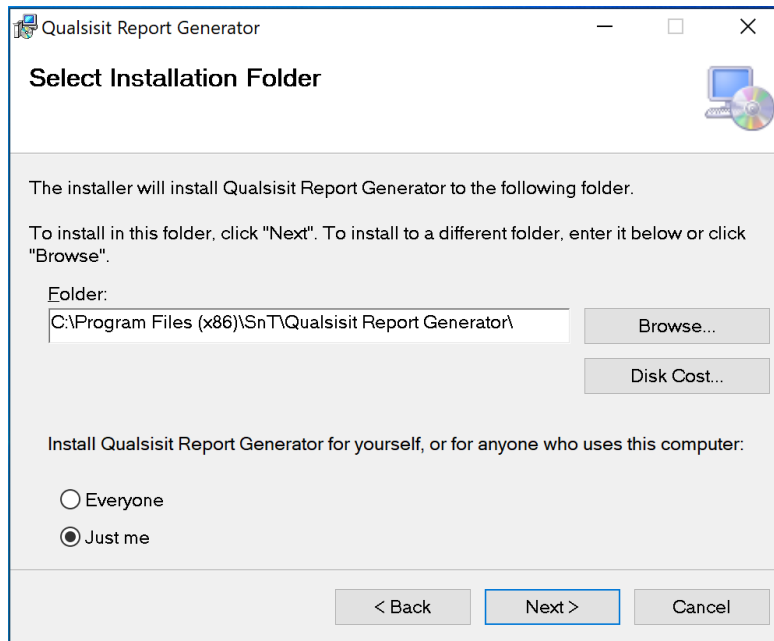 Qualsisit Report Generator
Select Installation Folder
The installer will install Qualsisit Report Generator to the following folder.
To install in this folder, click "Next". To install to a different folder, enter it below or click
"Browse".
Folder:
C:\Program Files (x86)\SnT\Qualsisit Report Generator\
Browse...
Disk Cost...
Install Qualsisit Report Generator for yourself, or for anyone who uses this computer:
Everyone
Just me
< Back
Next >
Cancel